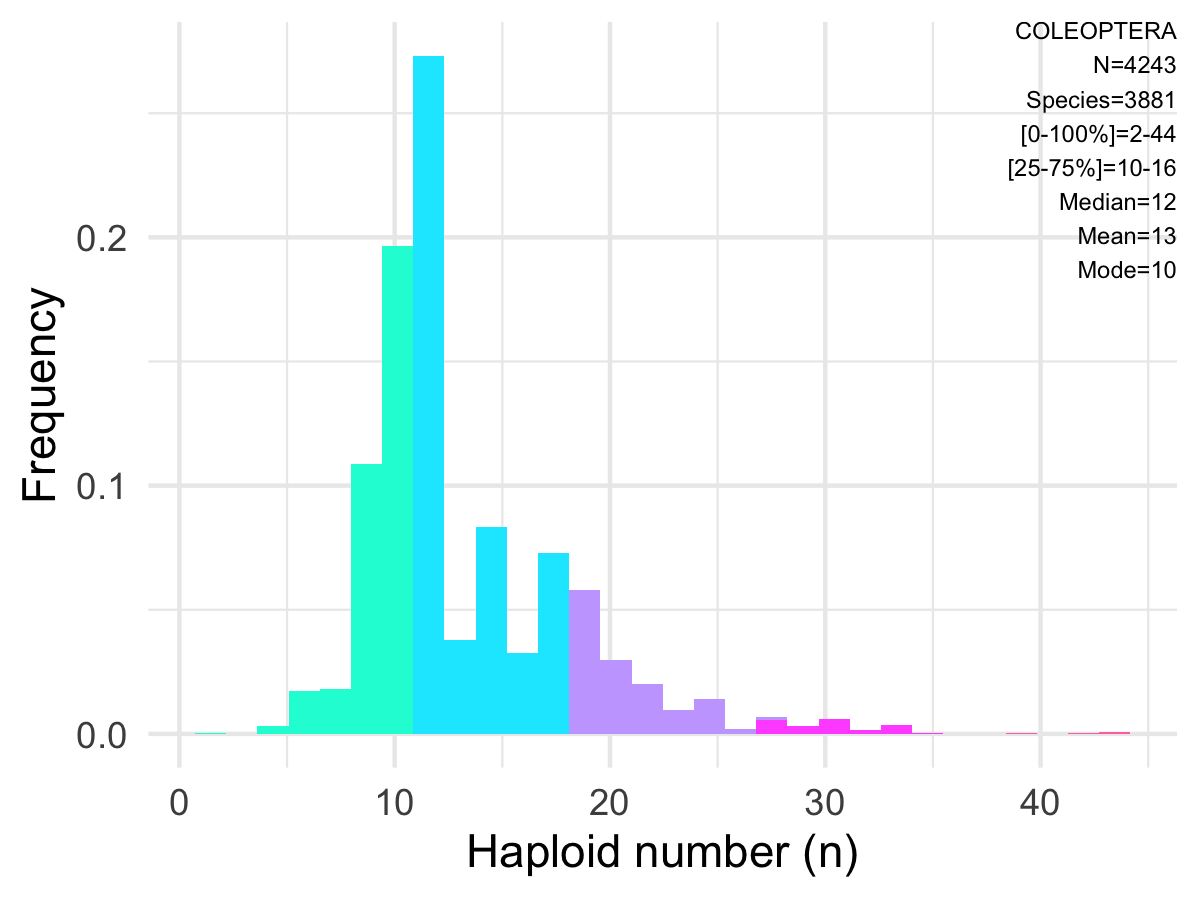 COLEOPTERA
N=4243
Species=3881
[0-100%]=2-44
[25-75%]=10-16
Median=12
Mean=13
Mode=10
Frequency
0.2
0.1
0.0
0 10 20 30 40
Haploid number (n)